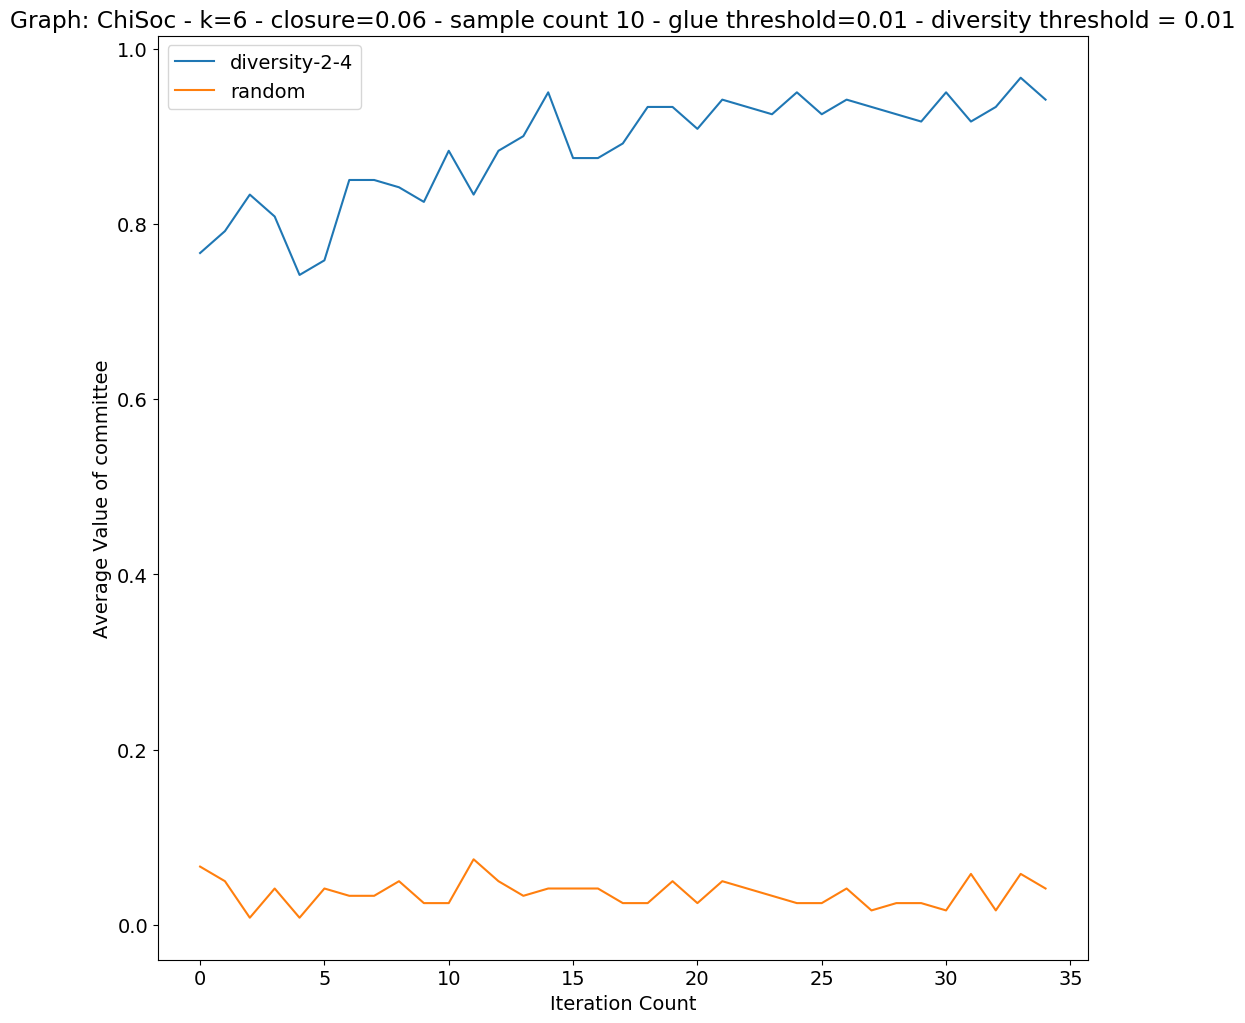 Graph: ChiSoc - k=6 - closure=0.06 - sample count 10 - glue threshold=0.01 - diversity threshold = 0.01
diversity-2-4
random
1.0
0.8
0.6
0.4
0.2
0.0
Average Value of committee
0 5 10 15 20 25 30 35
Iteration Count